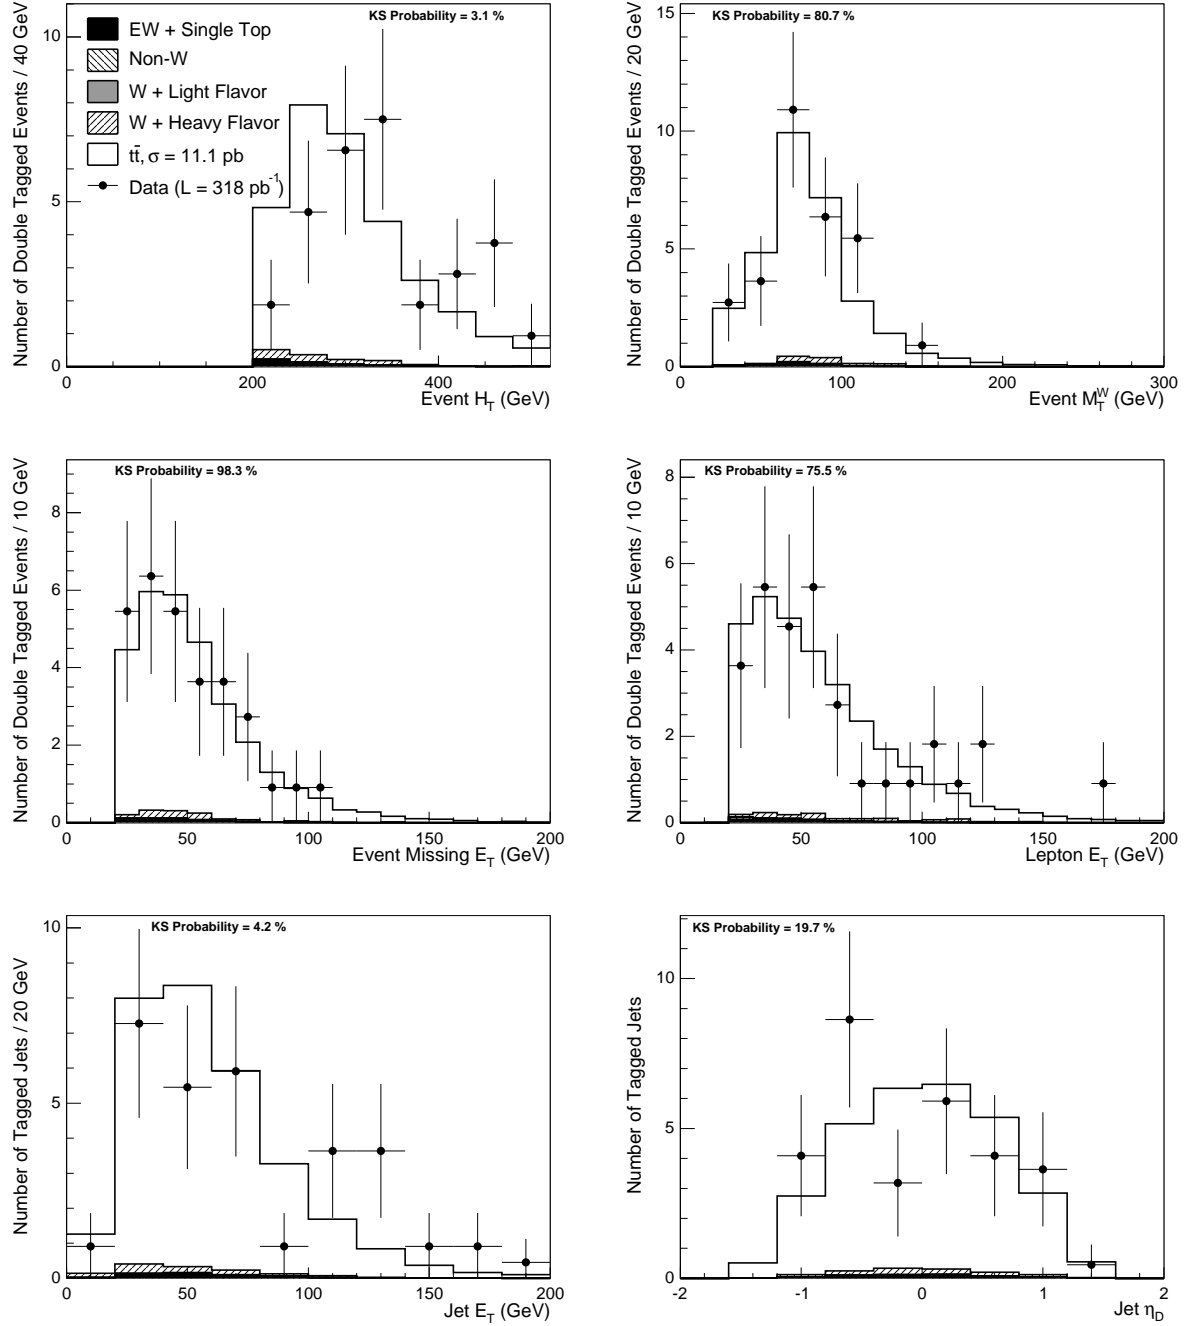 KS Probability = 3.1 %
EW + Single Top
Non-W
W + Light Flavor
W + Heavy Flavor
tt̄, σ = 11.1 pb
Data (L = 318 pb⁻¹)
Number of Double Tagged Events / 40 GeV
10
5
0
0 200 400
Event H_T (GeV)
KS Probability = 80.7 %
Number of Double Tagged Events / 20 GeV
15
10
5
0
0 100 200 300
Event M_T^W (GeV)
KS Probability = 98.3 %
Number of Double Tagged Events / 10 GeV
8
6
4
2
0
0 50 100 150 200
Event Missing E_T (GeV)
KS Probability = 75.5 %
Number of Double Tagged Events / 10 GeV
8
6
4
2
0
0 50 100 150 200
Lepton E_T (GeV)
KS Probability = 4.2 %
Number of Tagged Jets / 20 GeV
10
5
0
0 50 100 150 200
Jet E_T (GeV)
KS Probability = 19.7 %
Number of Tagged Jets
10
5
0
-2 -1 0 1 2
Jet η_D